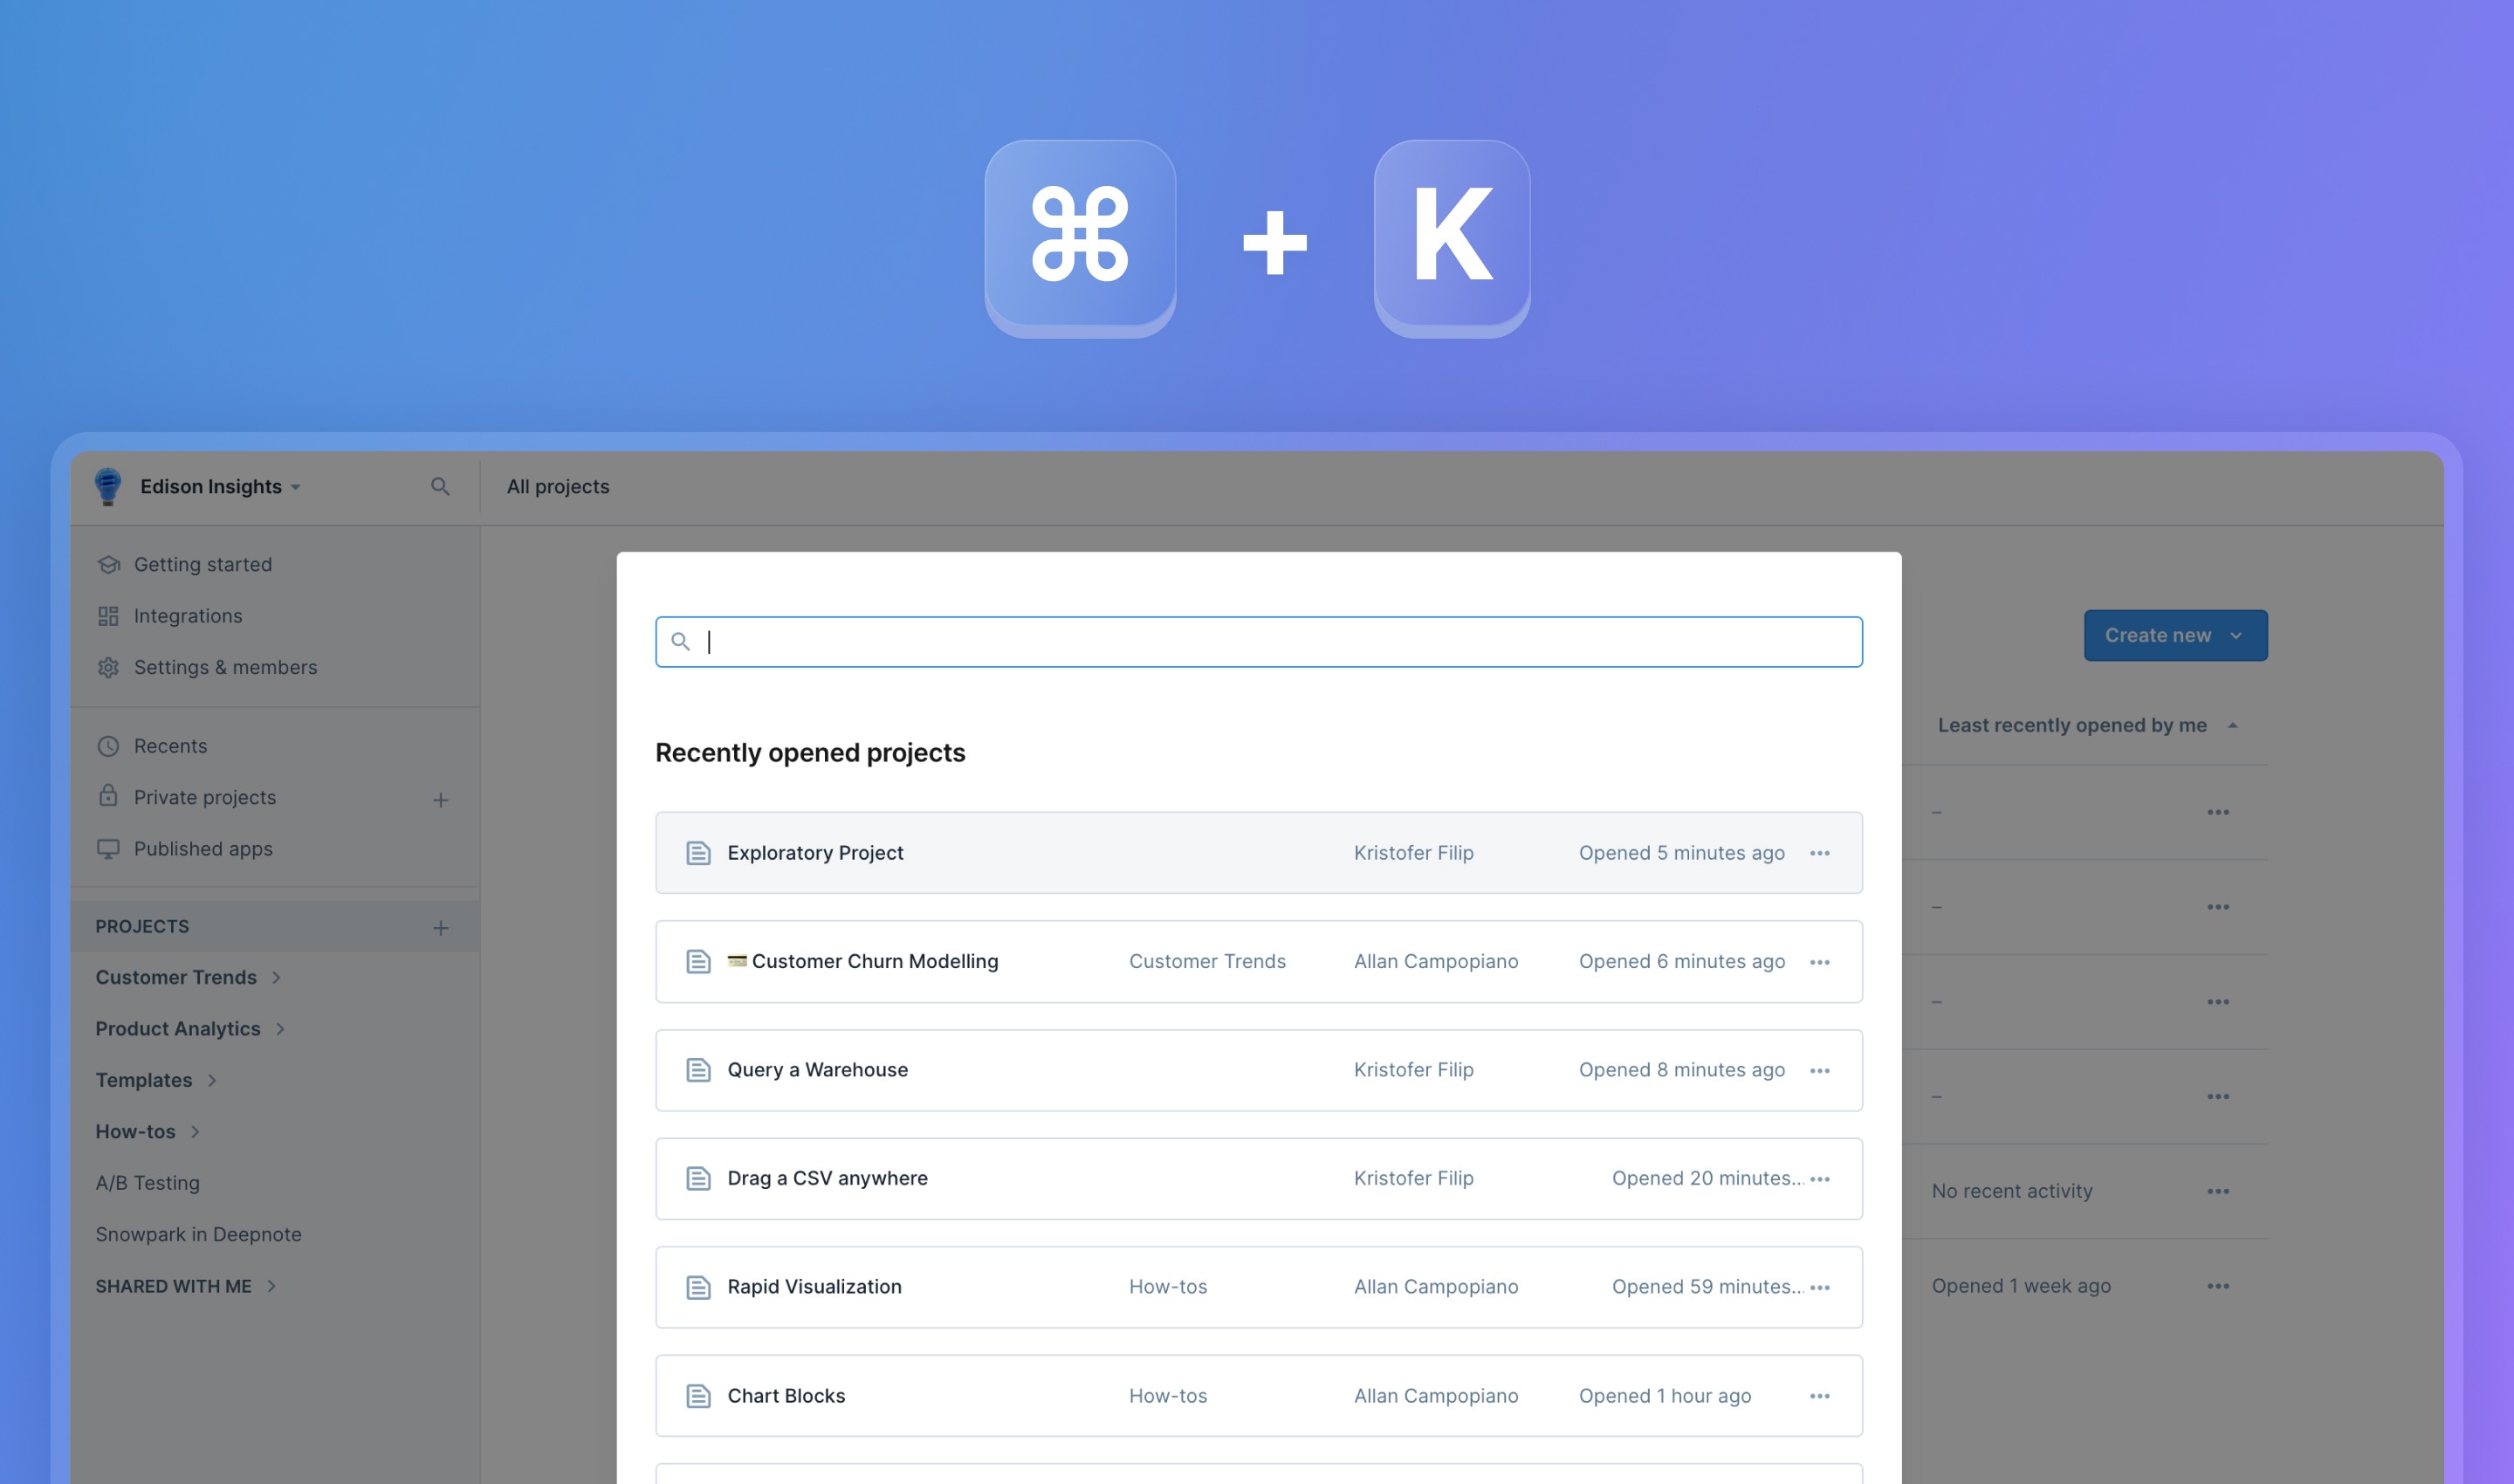 ⌘ + K
Edison Insights
All projects
Getting started
Integrations
Settings & members
Recents
Private projects
Published apps
PROJECTS
Customer Trends
Product Analytics
Templates
How-tos
A/B Testing
Snowpark in Deepnote
SHARED WITH ME
Recently opened projects
Exploratory Project Kristofer Filip Opened 5 minutes ago
Customer Churn Modelling Customer Trends Allan Campopiano Opened 6 minutes ago
Query a Warehouse Kristofer Filip Opened 8 minutes ago
Drag a CSV anywhere Kristofer Filip Opened 20 minutes...
Rapid Visualization How-tos Allan Campopiano Opened 59 minutes...
Chart Blocks How-tos Allan Campopiano Opened 1 hour ago
Create new
Least recently opened by me
–
–
–
–
No recent activity
Opened 1 week ago